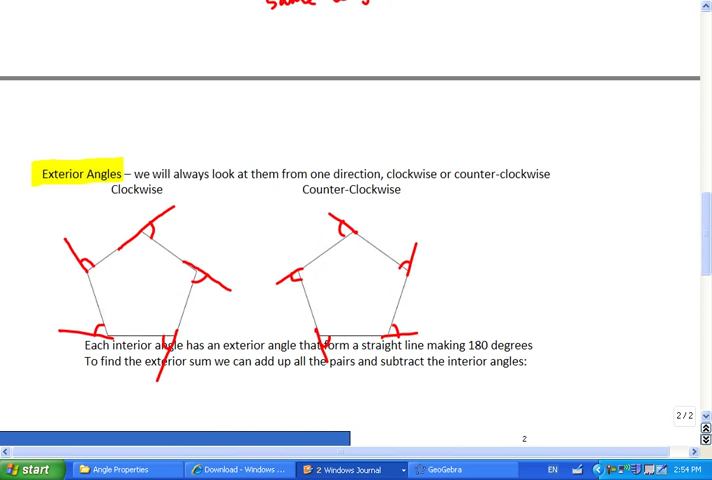 Exterior Angles – we will always look at them from one direction, clockwise or counter-clockwise
Clockwise
Counter-Clockwise
Each interior angle has an exterior angle that form a straight line making 180 degrees
To find the exterior sum we can add up all the pairs and subtract the interior angles:
2 / 2
2
start
Angle Properties
Download - Windows ...
2 Windows Journal
GeoGebra
EN
2:54 PM